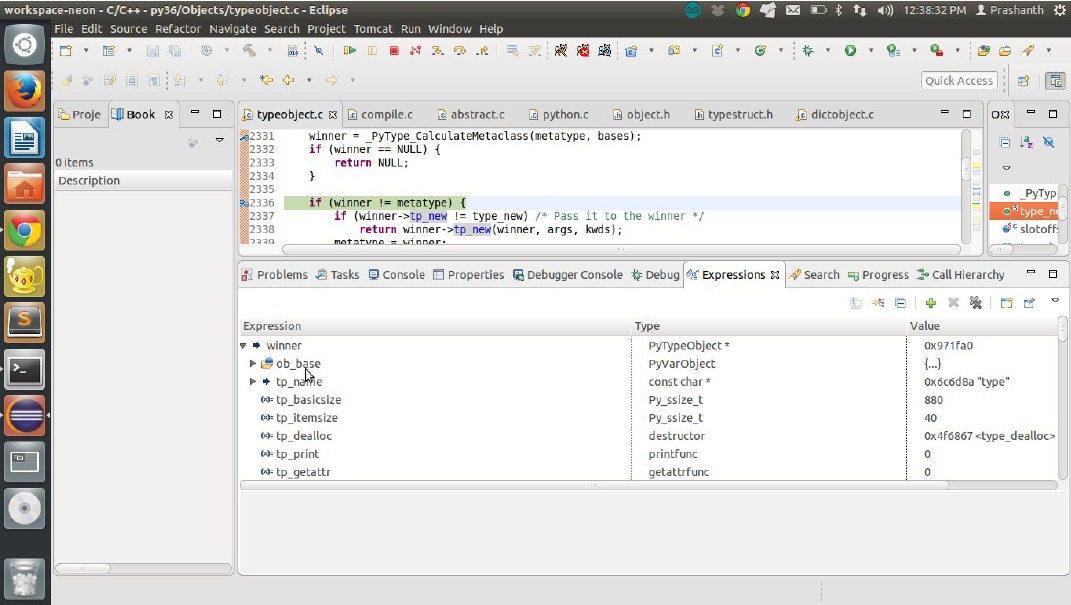 workspace-neon - C/C++ - py36/Objects/typeobject.c - Eclipse
12:38:32 PM Prashanth
File Edit Source Refactor Navigate Search Project Tomcat Run Window Help
Quick Access
Proje Book
typeobject.c compile.c abstract.c python.c object.h typestruct.h dictobject.c
0 items
Description
2331 winner = _PyType_CalculateMetaclass(metatype, bases);
2332 if (winner == NULL) {
2333 return NULL;
2334 }
2335
2336 if (winner != metatype) {
2337 if (winner->tp_new != type_new) /* Pass it to the winner */
2338 return winner->tp_new(winner, args, kwds);
2339 metatype = winner;
_PyTyp
type_ne
slotoffs
Problems Tasks Console Properties Debugger Console Debug Expressions Search Progress Call Hierarchy
Expression Type Value
winner PyTypeObject * 0x971fa0
ob_base PyVarObject {...}
tp_name const char * 0x6c6d8a "type"
tp_basicsize Py_ssize_t 880
tp_itemsize Py_ssize_t 40
tp_dealloc destructor 0x4f6867 <type_dealloc>
tp_print printfunc 0
tp_getattr getattrfunc 0